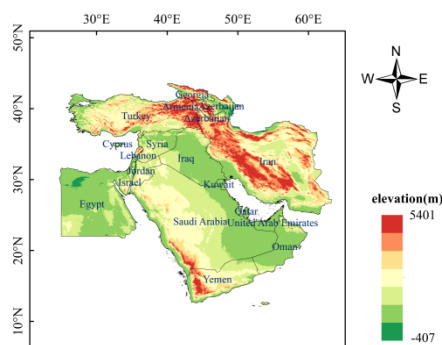 20°E 30°E 40°E 50°E 60°E
50°N
40°N
30°N
20°N
10°N
N
W E
S
Georgia
Armenia Azerbaijan
Azerbaijan
Turkey
Cyprus Syria
Lebanon
Iraq
Iran
Jordan
Israel
Kuwait
Egypt
Qatar
Saudi Arabia
United Arab Emirates
Oman
Yemen
elevation(m)
5401
-407